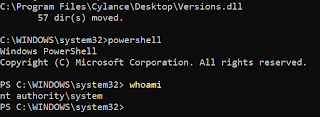 C:\Program Files\Cylance\Desktop\Versions.dll
57 dir(s) moved.
C:\WINDOWS\system32>powershell
Windows PowerShell
Copyright (C) Microsoft Corporation. All rights reserved.
PS C:\WINDOWS\system32> whoami
nt authority\system
PS C:\WINDOWS\system32>